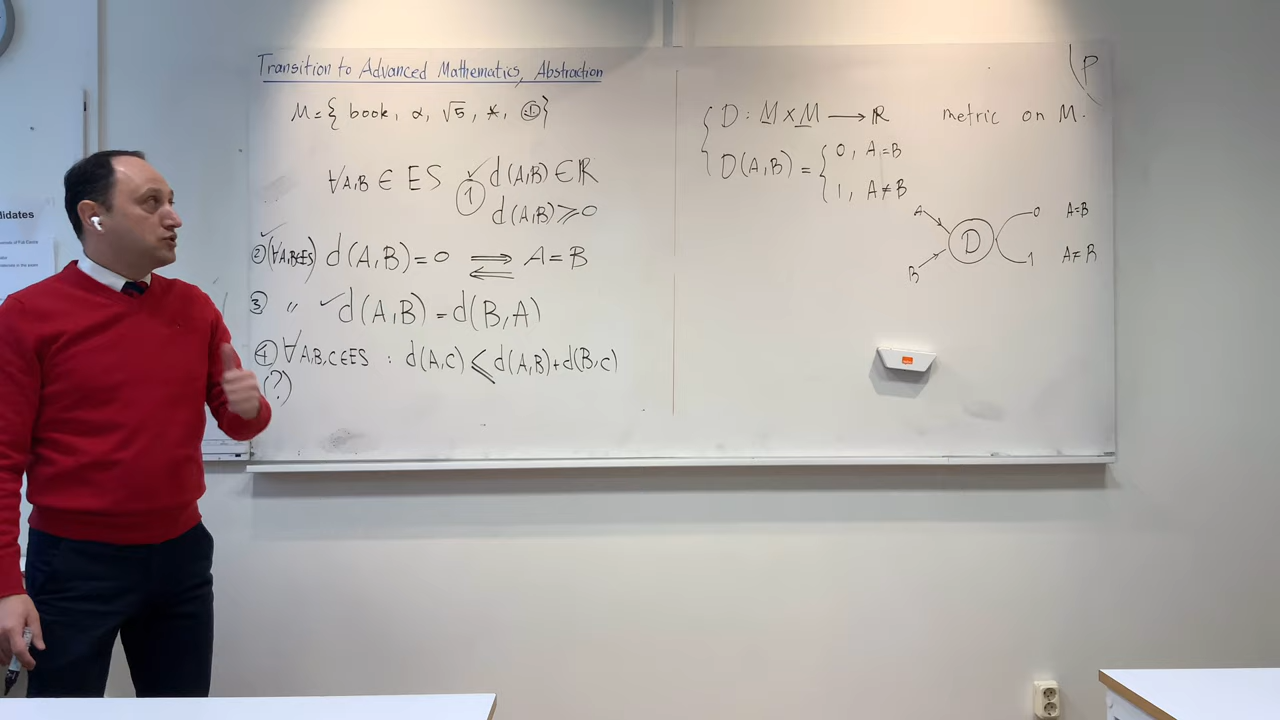 Transition to Advanced Mathematics, Abstraction
M={ book, α, √5, *, ☺}
∀A,B ∈ ES ① ✓ d(A,B) ∈ ℝ
d(A,B) ⩾ 0
✓
② (∀A,B∈ES) d(A,B)=0 ⇒ ⇐ A=B
③ " ✓ d(A,B) = d(B,A)
④ ∀A,B,C∈ES : d(A,C) ⩽ d(A,B)+d(B,C)
(?)
D : M×M → ℝ metric on M.
D(A,B) = { 0, A=B
1, A≠B
A
B
D
0 A=B
1 A≠B
P
didates